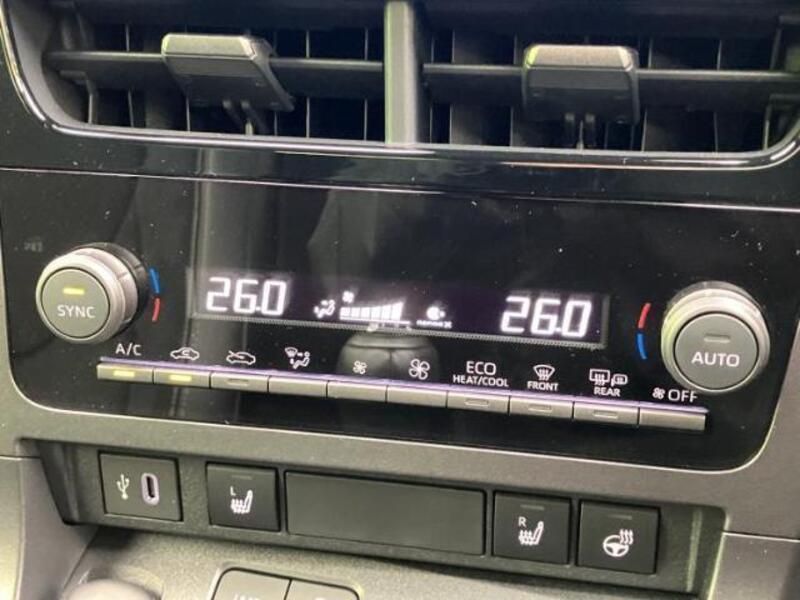 26.0
26.0
SYNC
AUTO
A/C
ECO
HEAT/COOL
FRONT
REAR
OFF
L
R